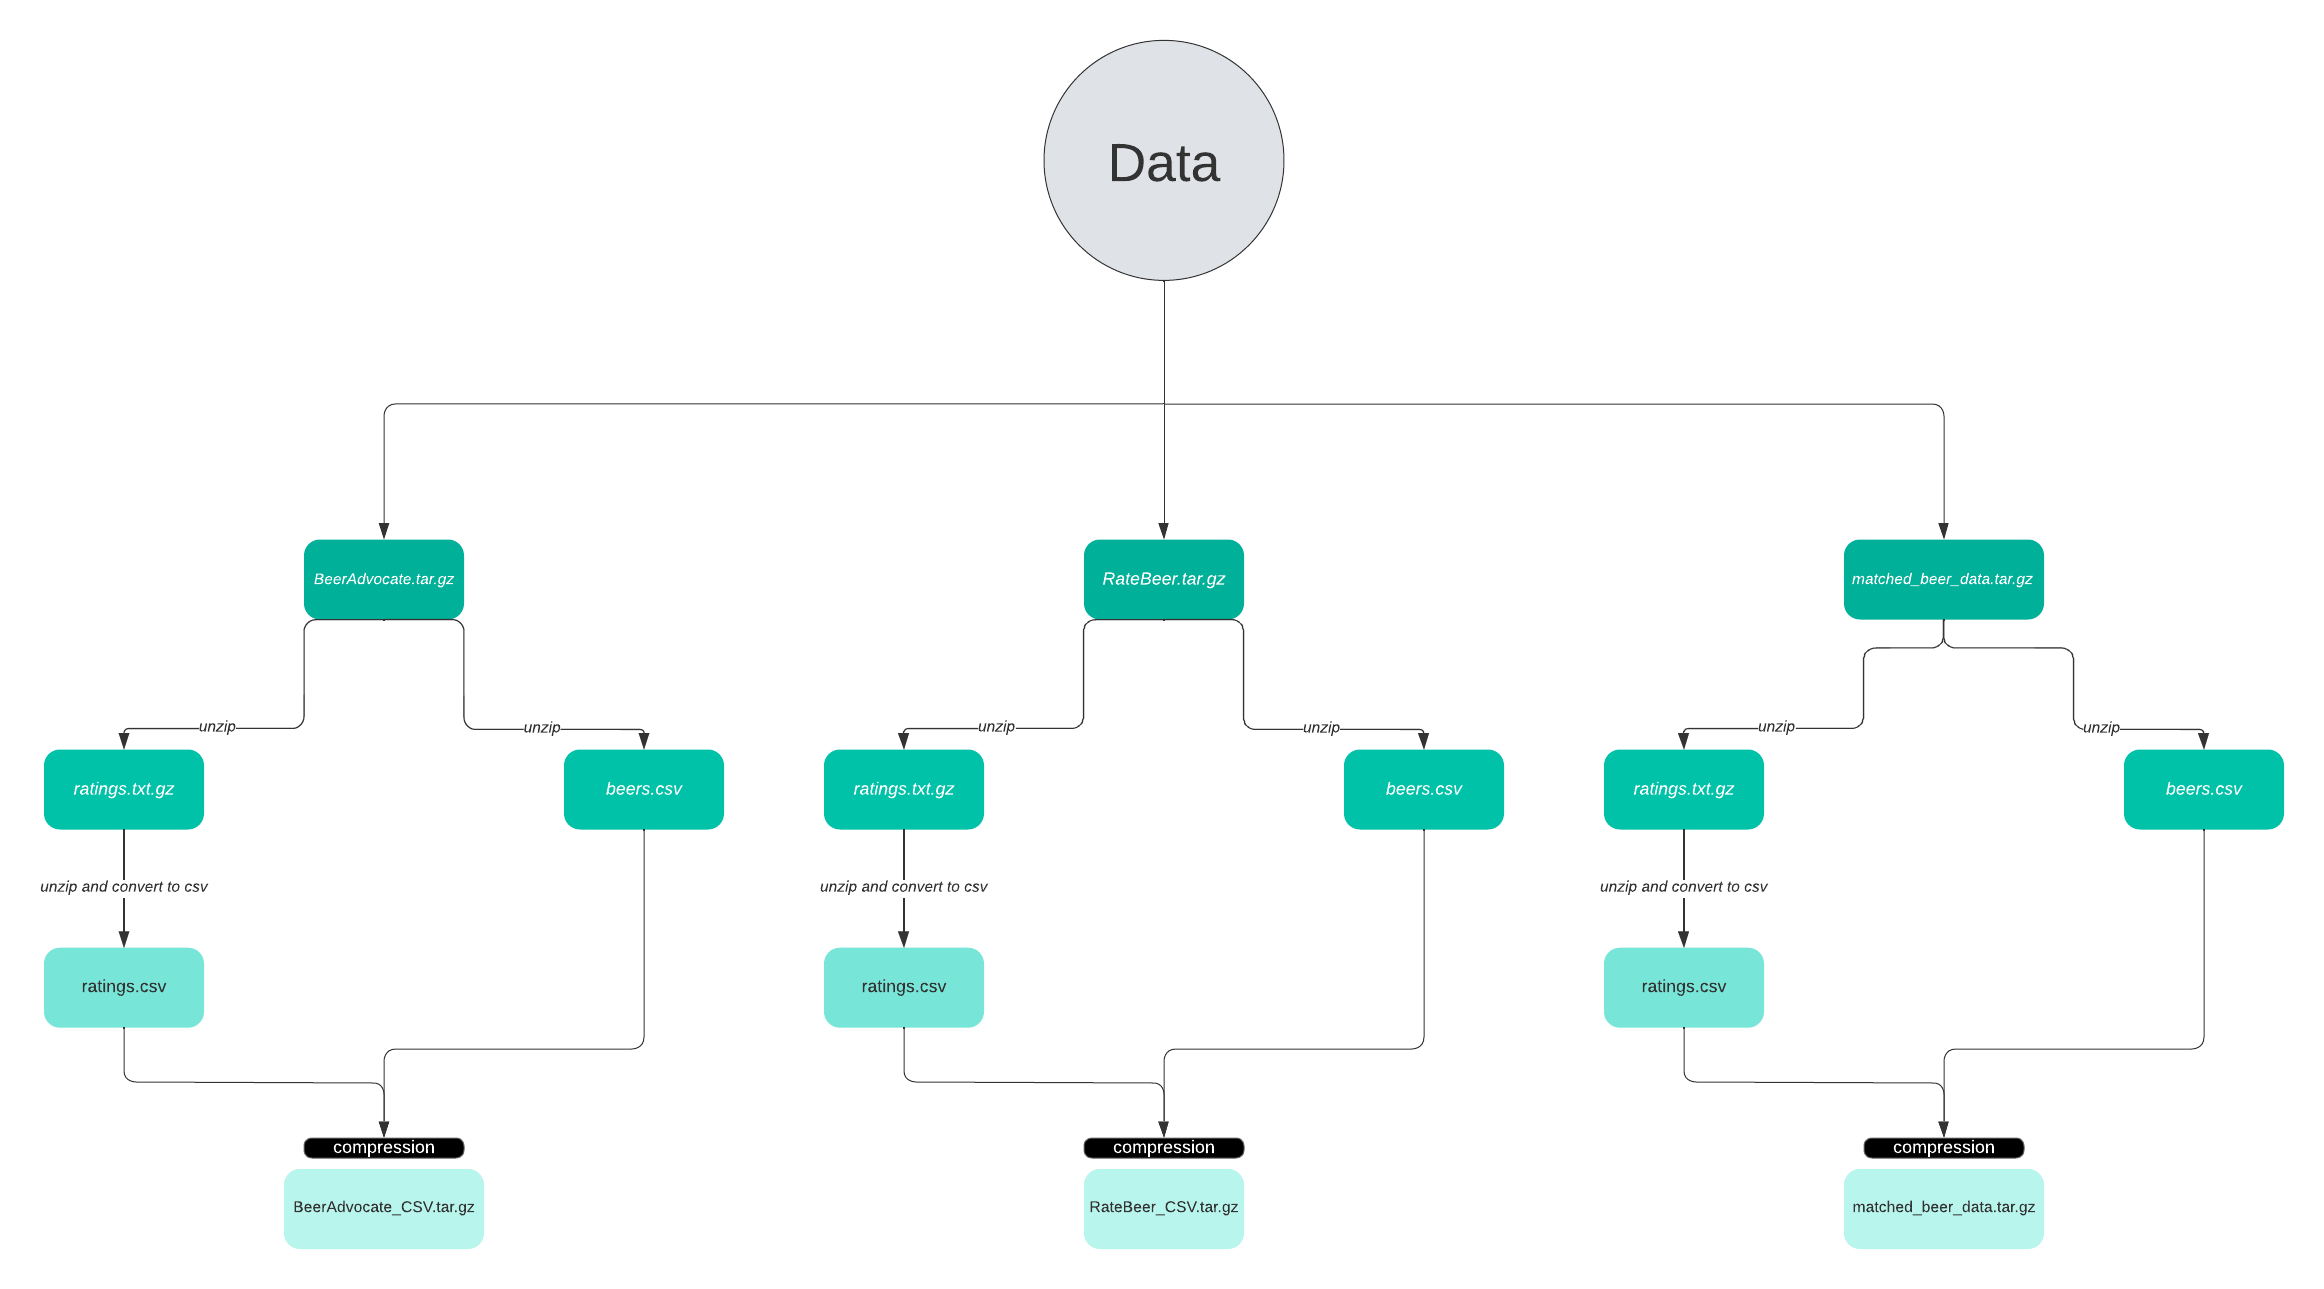 Data
BeerAdvocate.tar.gz
RateBeer.tar.gz
matched_beer_data.tar.gz
unzip
unzip
unzip
unzip
unzip
unzip
ratings.txt.gz
beers.csv
ratings.txt.gz
beers.csv
ratings.txt.gz
beers.csv
unzip and convert to csv
unzip and convert to csv
unzip and convert to csv
ratings.csv
ratings.csv
ratings.csv
compression
compression
compression
BeerAdvocate_CSV.tar.gz
RateBeer_CSV.tar.gz
matched_beer_data.tar.gz